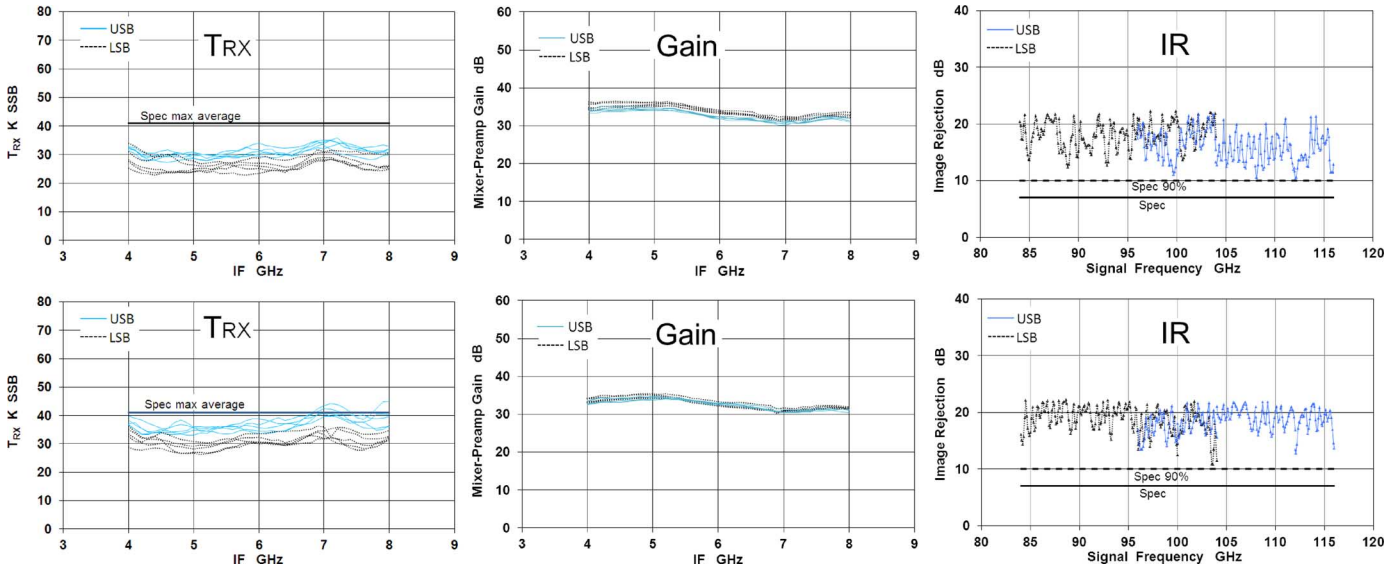 TRX
USB
LSB
Spec max average
TRX K SSB
80
70
60
50
40
30
20
10
0
3 4 5 6 7 8 9
IF GHz
Gain
USB
LSB
Mixer-Preamp Gain dB
60
50
40
30
20
10
0
3 4 5 6 7 8 9
IF GHz
IR
USB
LSB
Image Rejection dB
40
30
20
10
0
Spec 90%
Spec
80 85 90 95 100 105 110 115 120
Signal Frequency GHz
TRX
USB
LSB
Spec max average
TRX K SSB
80
70
60
50
40
30
20
10
0
3 4 5 6 7 8 9
IF GHz
Gain
USB
LSB
Mixer-Preamp Gain dB
60
50
40
30
20
10
0
3 4 5 6 7 8 9
IF GHz
IR
USB
LSB
Image Rejection dB
40
30
20
10
0
Spec 90%
Spec
80 85 90 95 100 105 110 115 120
Signal Frequency GHz